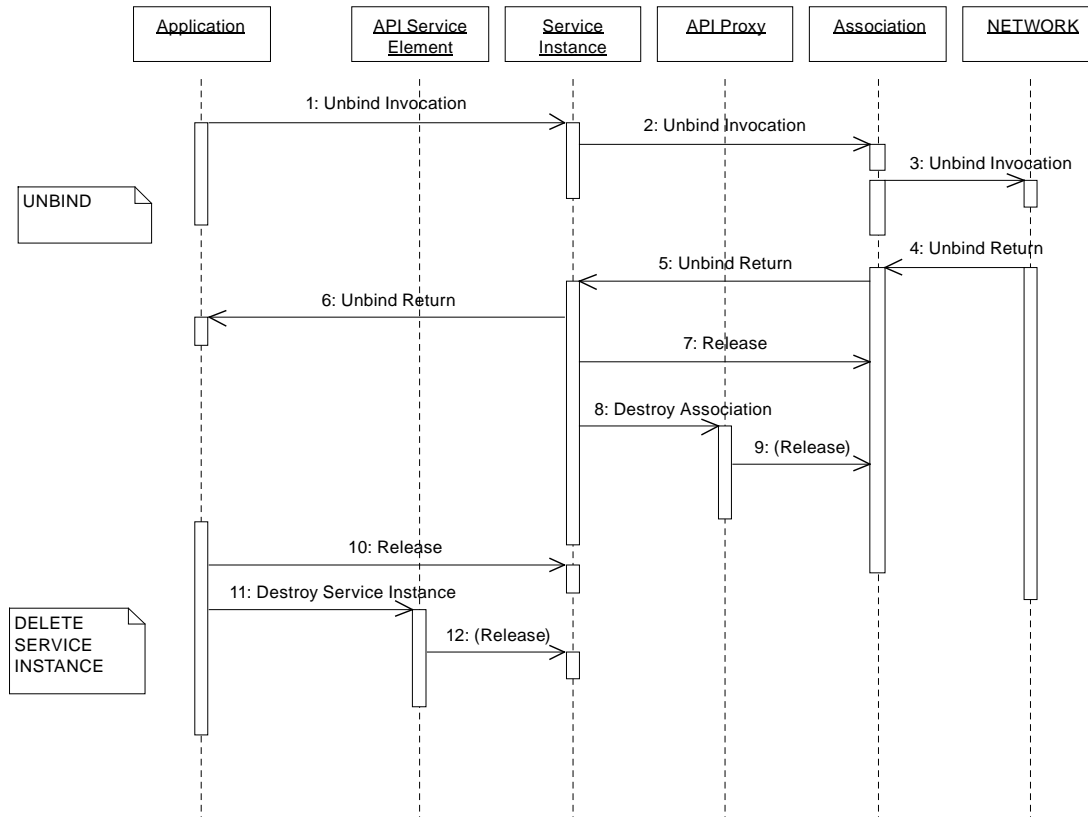 Application
API Service
Element
Service
Instance
API Proxy
Association
NETWORK
1: Unbind Invocation
2: Unbind Invocation
3: Unbind Invocation
UNBIND
4: Unbind Return
5: Unbind Return
6: Unbind Return
7: Release
8: Destroy Association
9: (Release)
10: Release
11: Destroy Service Instance
DELETE
SERVICE
INSTANCE
12: (Release)